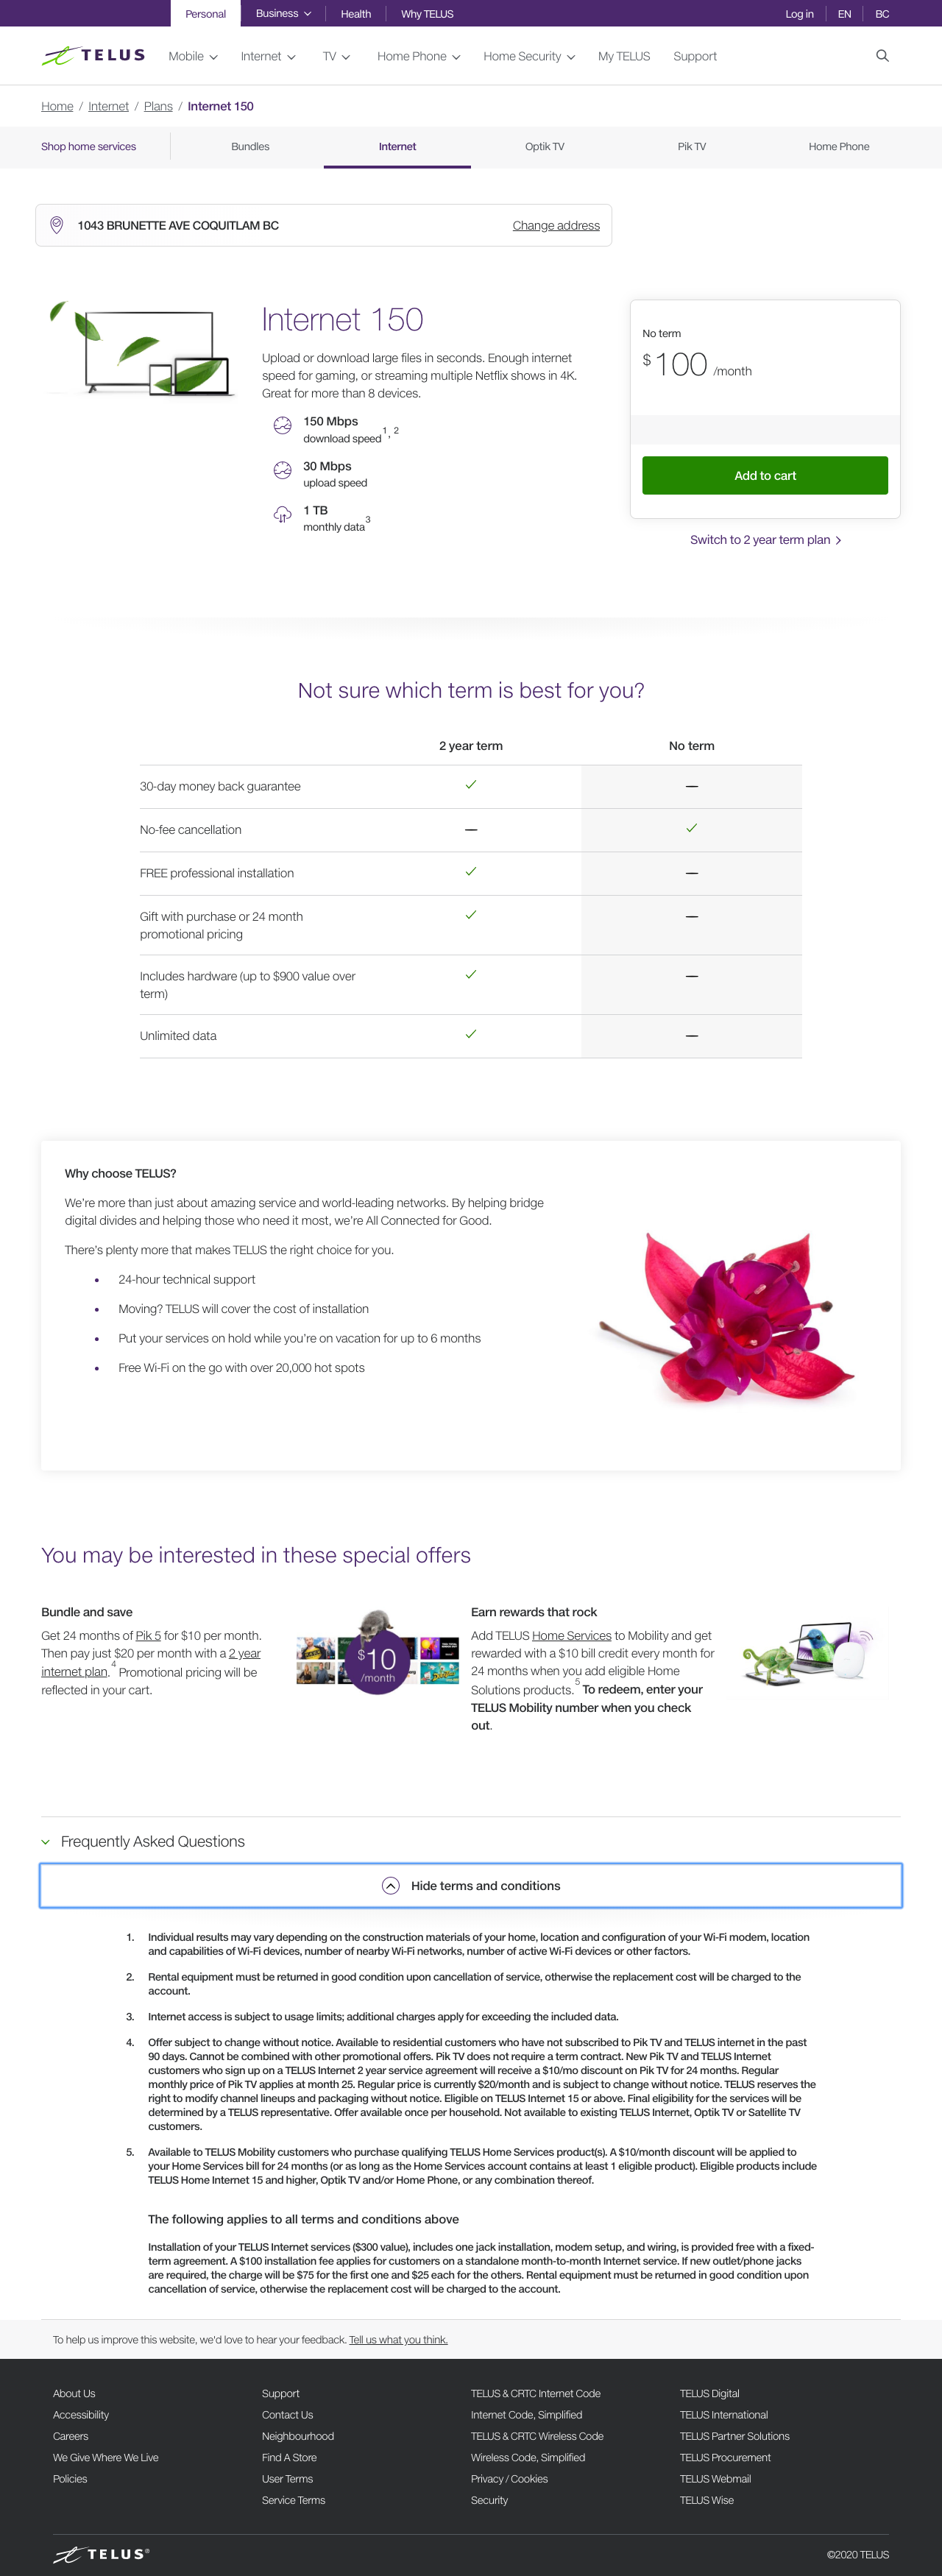 Personal Business Health Why TELUS Log in EN BC
TELUS Mobile Internet TV Home Phone Home Security My TELUS Support
Home / Internet / Plans / Internet 150
Shop home services Bundles Internet Optik TV Pik TV Home Phone
1043 BRUNETTE AVE COQUITLAM BC Change address
Internet 150
Upload or download large files in seconds. Enough internet
speed for gaming, or streaming multiple Netflix shows in 4K.
Great for more than 8 devices.
150 Mbps
download speed1, 2
30 Mbps
upload speed
1 TB
monthly data3
No term
$100 /month
Add to cart
Switch to 2 year term plan
Not sure which term is best for you?
2 year term No term
30-day money back guarantee
No-fee cancellation
FREE professional installation
Gift with purchase or 24 month
promotional pricing
Includes hardware (up to $900 value over
term)
Unlimited data
Why choose TELUS?
We're more than just about amazing service and world-leading networks. By helping bridge
digital divides and helping those who need it most, we're All Connected for Good.
There's plenty more that makes TELUS the right choice for you.
• 24-hour technical support
• Moving? TELUS will cover the cost of installation
• Put your services on hold while you're on vacation for up to 6 months
• Free Wi-Fi on the go with over 20,000 hot spots
You may be interested in these special offers
Bundle and save
Get 24 months of Pik 5 for $10 per month.
Then pay just $20 per month with a 2 year
internet plan.4 Promotional pricing will be
reflected in your cart.
$10
/month
Earn rewards that rock
Add TELUS Home Services to Mobility and get
rewarded with a $10 bill credit every month for
24 months when you add eligible Home
Solutions products.5 To redeem, enter your
TELUS Mobility number when you check
out.
Frequently Asked Questions
Hide terms and conditions
1. Individual results may vary depending on the construction materials of your home, location and configuration of your Wi-Fi modem, location
and capabilities of Wi-Fi devices, number of nearby Wi-Fi networks, number of active Wi-Fi devices or other factors.
2. Rental equipment must be returned in good condition upon cancellation of service, otherwise the replacement cost will be charged to the
account.
3. Internet access is subject to usage limits; additional charges apply for exceeding the included data.
4. Offer subject to change without notice. Available to residential customers who have not subscribed to Pik TV and TELUS internet in the past
90 days. Cannot be combined with other promotional offers. Pik TV does not require a term contract. New Pik TV and TELUS Internet
customers who sign up on a TELUS Internet 2 year service agreement will receive a $10/mo discount on Pik TV for 24 months. Regular
monthly price of Pik TV applies at month 25. Regular price is currently $20/month and is subject to change without notice. TELUS reserves the
right to modify channel lineups and packaging without notice. Eligible on TELUS Internet 15 or above. Final eligibility for the services will be
determined by a TELUS representative. Offer available once per household. Not available to existing TELUS Internet, Optik TV or Satellite TV
customers.
5. Available to TELUS Mobility customers who purchase qualifying TELUS Home Services product(s). A $10/month discount will be applied to
your Home Services bill for 24 months (or as long as the Home Services account contains at least 1 eligible product). Eligible products include
TELUS Home Internet 15 and higher, Optik TV and/or Home Phone, or any combination thereof.
The following applies to all terms and conditions above
Installation of your TELUS Internet services ($300 value), includes one jack installation, modem setup, and wiring, is provided free with a fixed-
term agreement. A $100 installation fee applies for customers on a standalone month-to-month Internet service. If new outlet/phone jacks
are required, the charge will be $75 for the first one and $25 each for the others. Rental equipment must be returned in good condition upon
cancellation of service, otherwise the replacement cost will be charged to the account.
To help us improve this website, we'd love to hear your feedback. Tell us what you think.
About Us Support TELUS & CRTC Internet Code TELUS Digital
Accessibility Contact Us Internet Code, Simplified TELUS International
Careers Neighbourhood TELUS & CRTC Wireless Code TELUS Partner Solutions
We Give Where We Live Find A Store Wireless Code, Simplified TELUS Procurement
Policies User Terms Privacy / Cookies TELUS Webmail
Service Terms Security TELUS Wise
TELUS® ©2020 TELUS